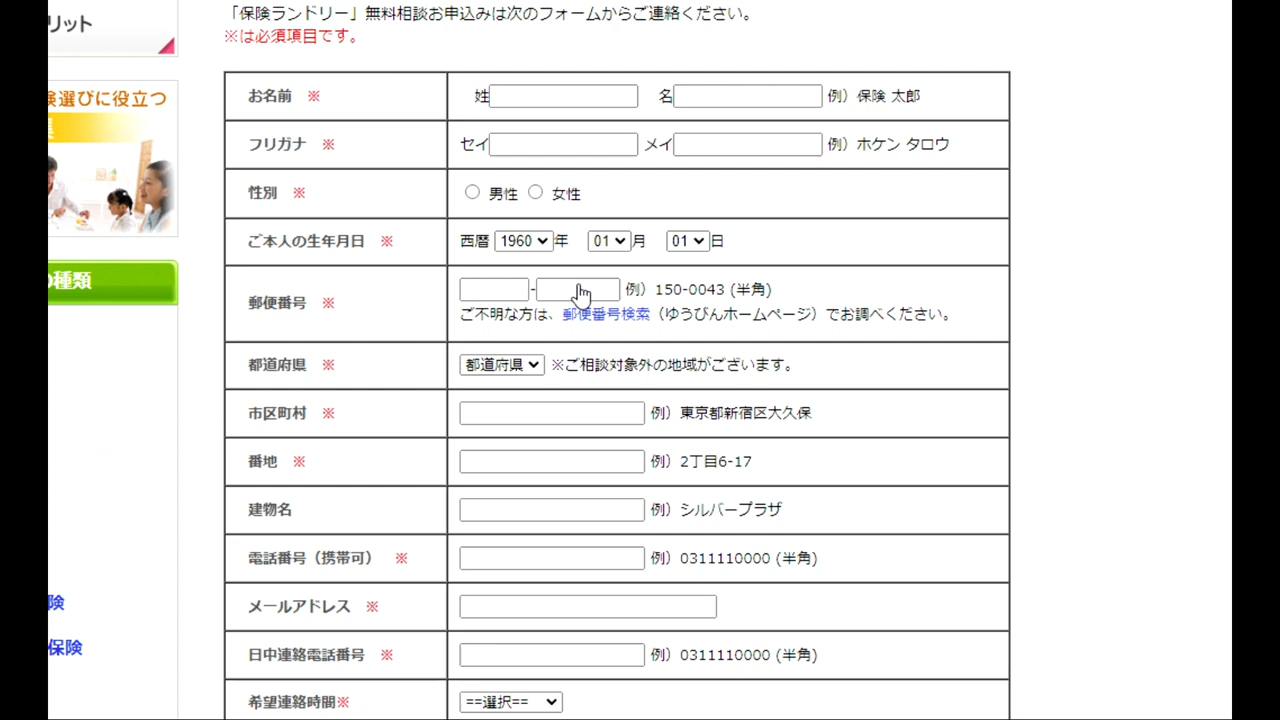 リット
「保険ランドリー」無料相談お申込みは次のフォームからご連絡ください。
※は必須項目です。
選びに役立つ
集
の種類
険
保険
お名前 ※ 姓 名 例）保険 太郎
フリガナ ※ セイ メイ 例）ホケン タロウ
性別 ※ 男性 女性
ご本人の生年月日 ※ 西暦 1960 年 01 月 01 日
郵便番号 ※ - 例）150-0043 (半角)
ご不明な方は、郵便番号検索（ゆうびんホームページ）でお調べください。
都道府県 ※ 都道府県 ※ご相談対象外の地域がございます。
市区町村 ※ 例）東京都新宿区大久保
番地 ※ 例）2丁目6-17
建物名 例）シルバープラザ
電話番号（携帯可） ※ 例）0311110000 (半角)
メールアドレス ※
日中連絡電話番号 ※ 例）0311110000 (半角)
希望連絡時間※ ==選択==